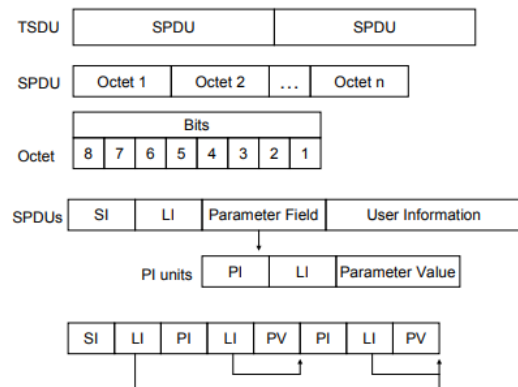 TSDU SPDU SPDU
SPDU Octet 1 Octet 2 ... Octet n
Bits
Octet 8 7 6 5 4 3 2 1
SPDUs SI LI Parameter Field User Information
PI units PI LI Parameter Value
SI LI PI LI PV PI LI PV